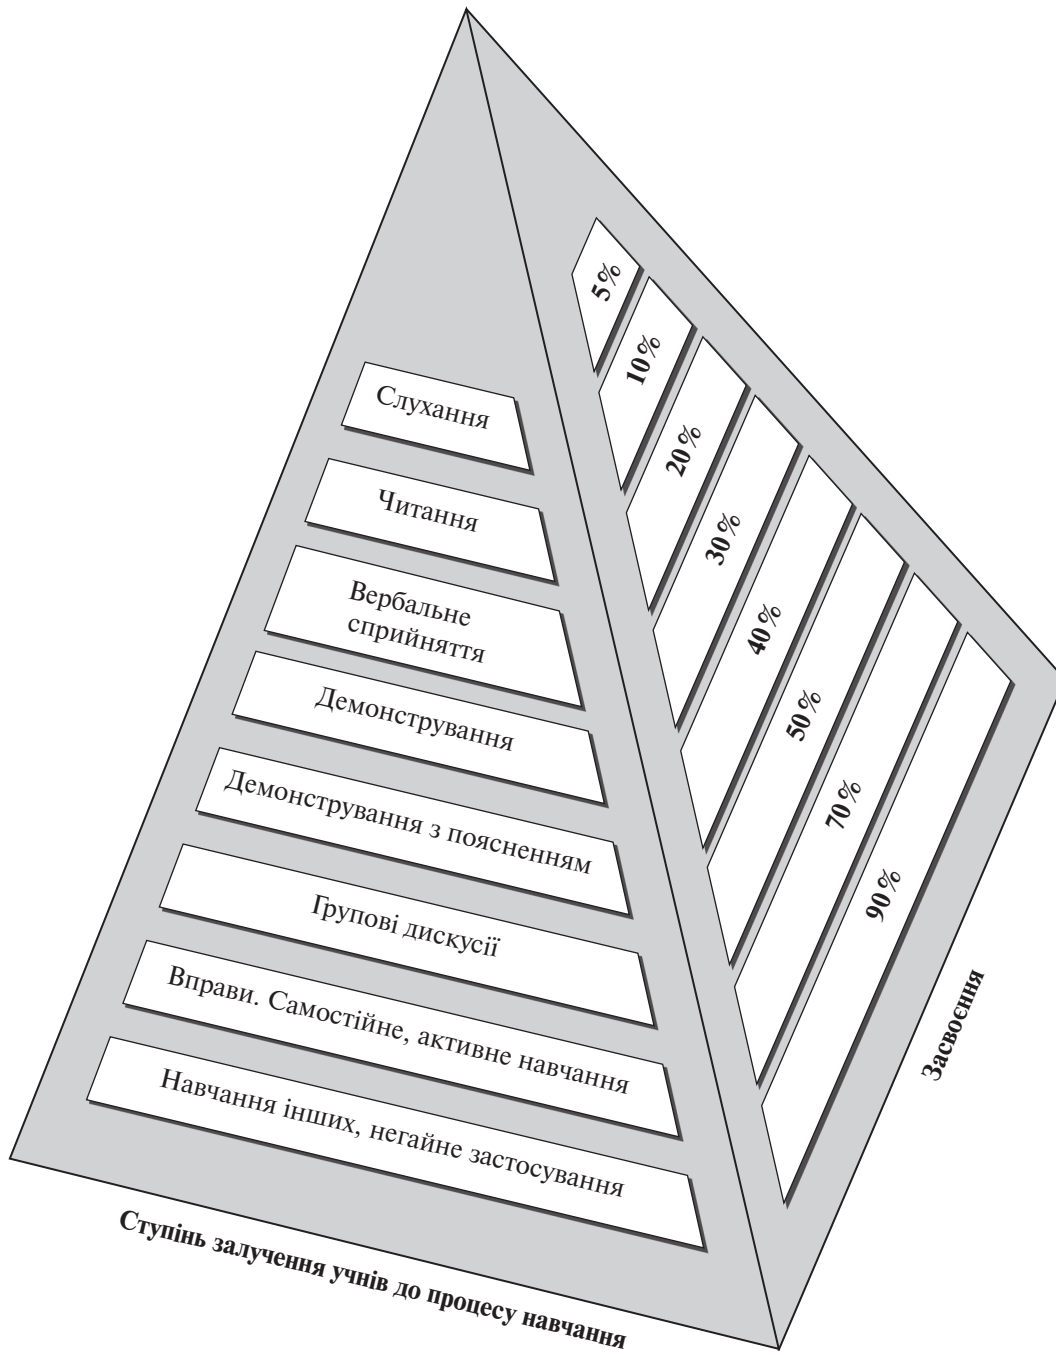 Слухання
Читання
Вербальне
сприйняття
Демонстрування
Демонстрування з поясненням
Групові дискусії
Вправи. Самостійне, активне навчання
Навчання інших, негайне застосування
Ступінь залучення учнів до процесу навчання
5%
10%
20%
30%
40%
50%
70%
90%
Засвоєння